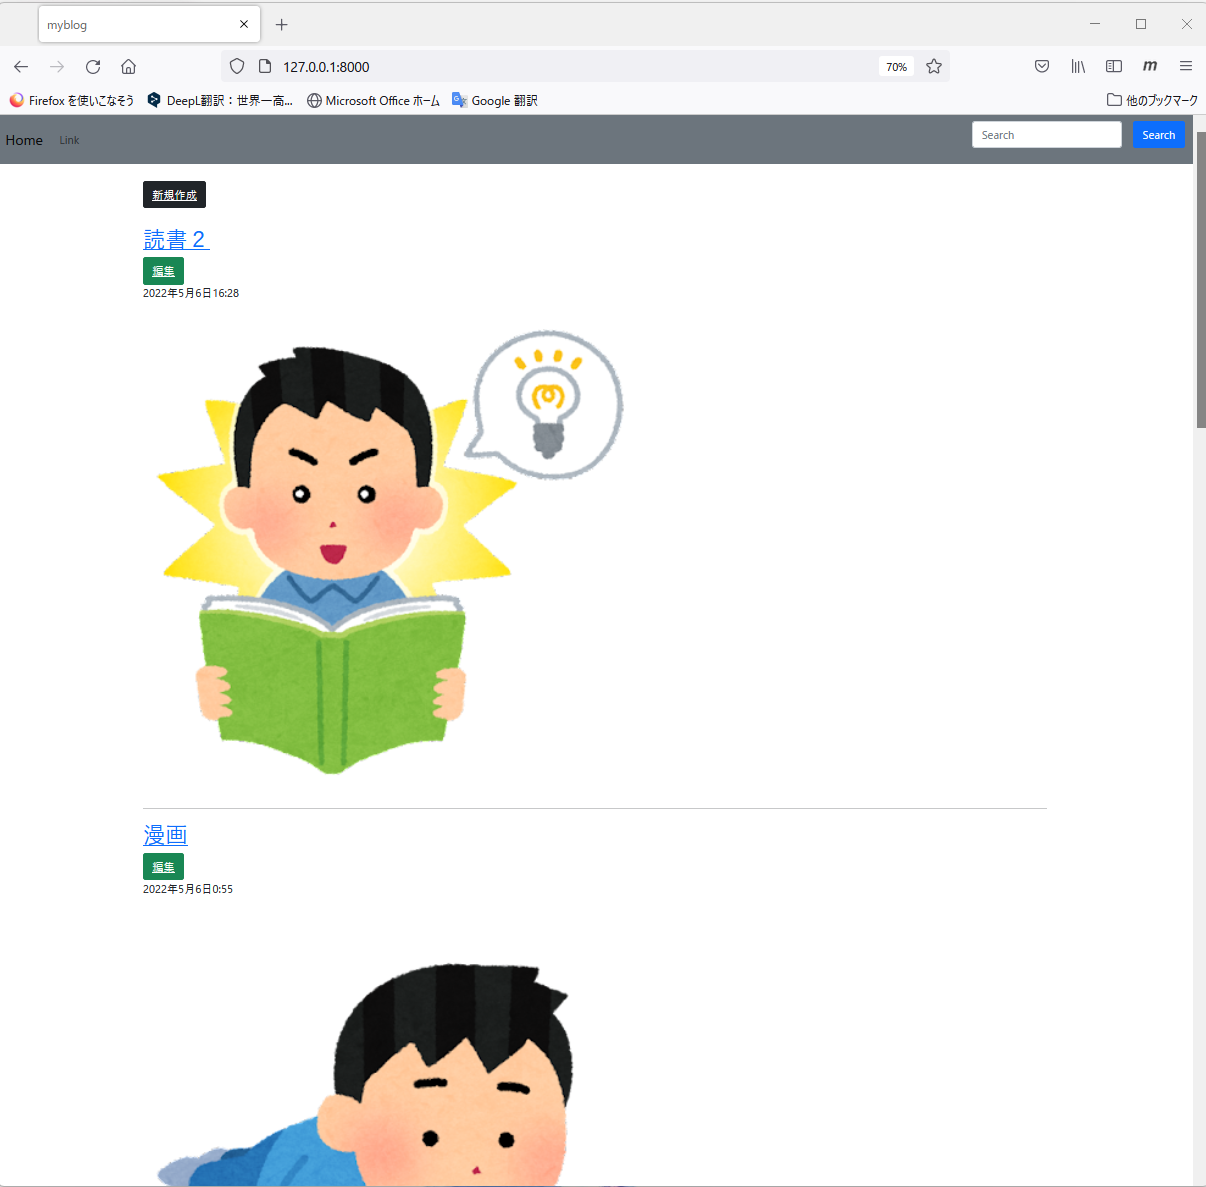 myblog
127.0.0.1:8000
70%
Firefox を使いこなそう
DeepL翻訳：世界一高...
Microsoft Office ホーム
Google 翻訳
他のブックマーク
Home
Link
Search
Search
新規作成
読書２
編集
2022年5月6日16:28
漫画
編集
2022年5月6日0:55